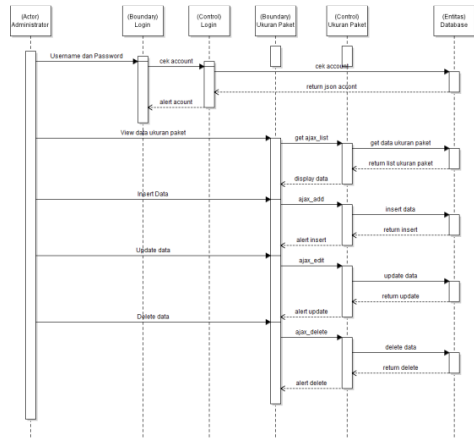 (Actor)
Administrator
(Boundary)
Login
(Control)
Login
(Boundary)
Ukuran Paket
(Control)
Ukuran Paket
(Entitas)
Database
Username dan Password
cek account
cek account
return json accont
alert acount
View data ukuran paket
get ajax_list
get data ukuran paket
return list ukuran paket
display data
Insert Data
ajax_add
insert data
return insert
alert insert
Update data
ajax_edit
update data
return update
alert update
Delete data
ajax_delete
delete data
return delete
alert delete